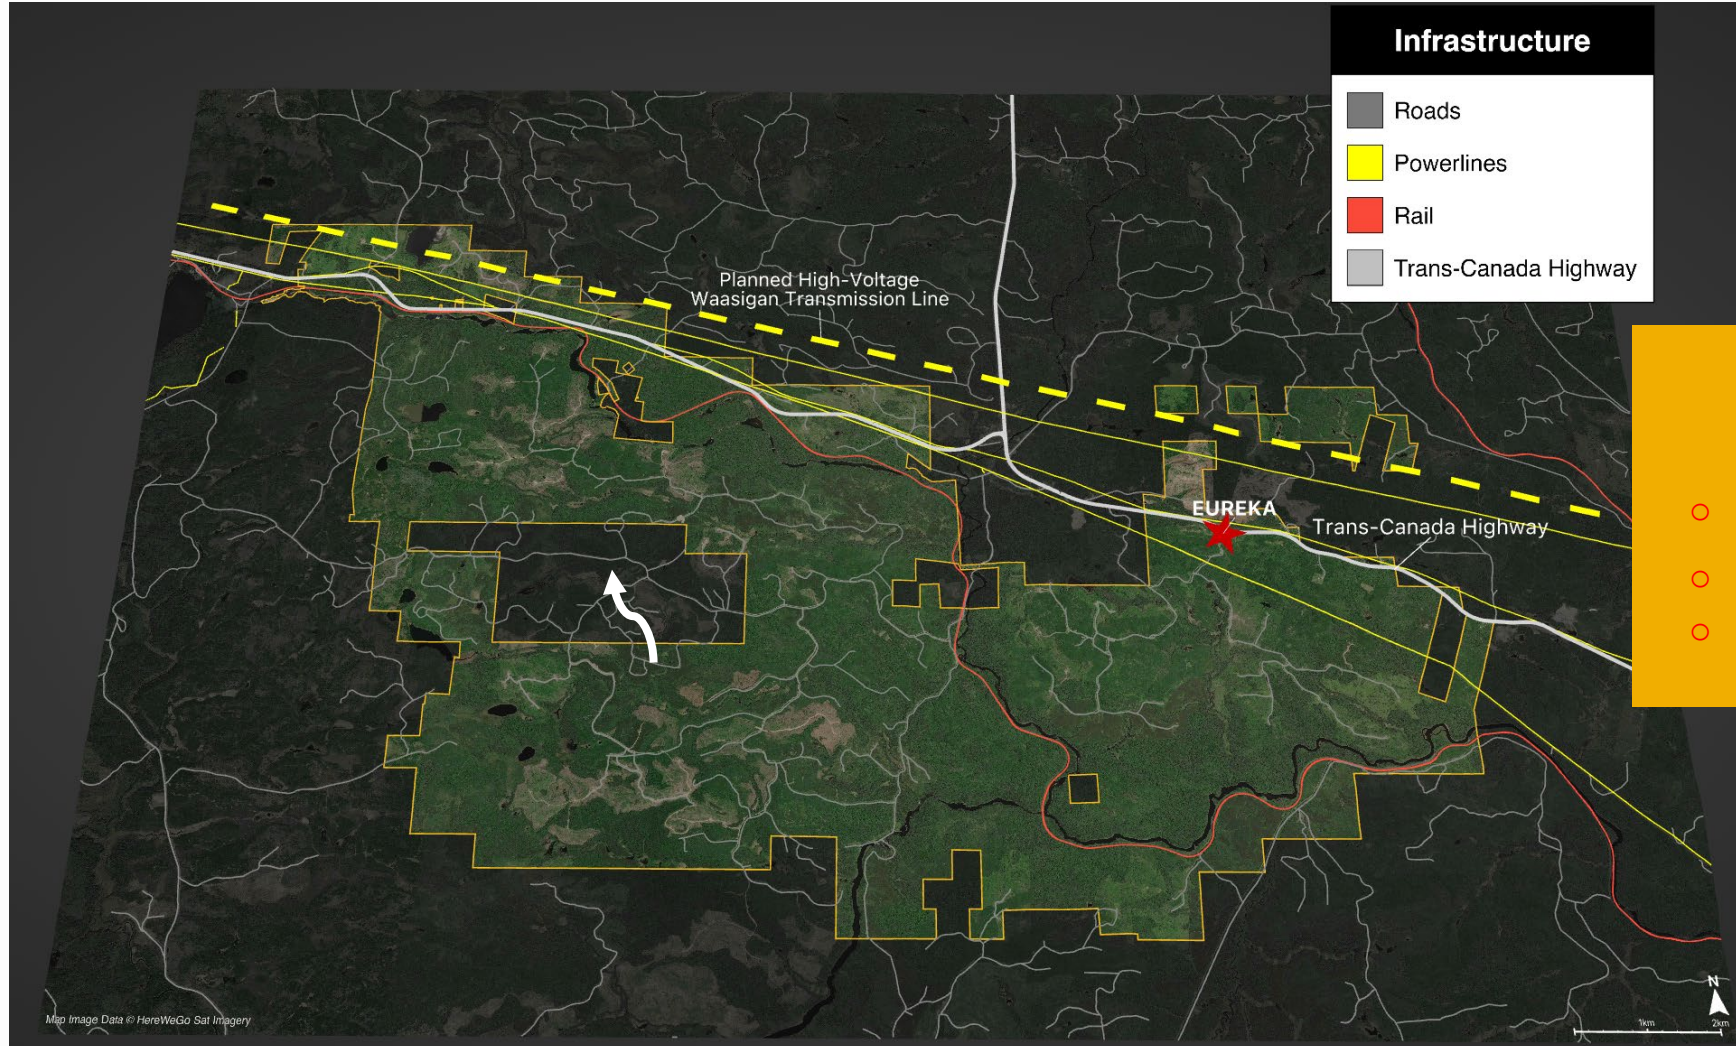 Infrastructure
Roads
Powerlines
Rail
Trans-Canada Highway
Planned High-Voltage
Waasigan Transmission Line
EUREKA
Trans-Canada Highway
N
1km
2km
Map Image Data © HereWeGo Sat Imagery